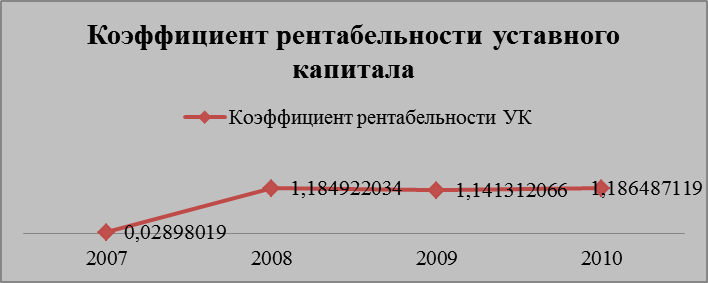 Коэффициент рентабельности уставного
капитала
Коэффициент рентабельности УК
1,184922034
1,141312066
1,186487119
0,02898019
2007 2008 2009 2010